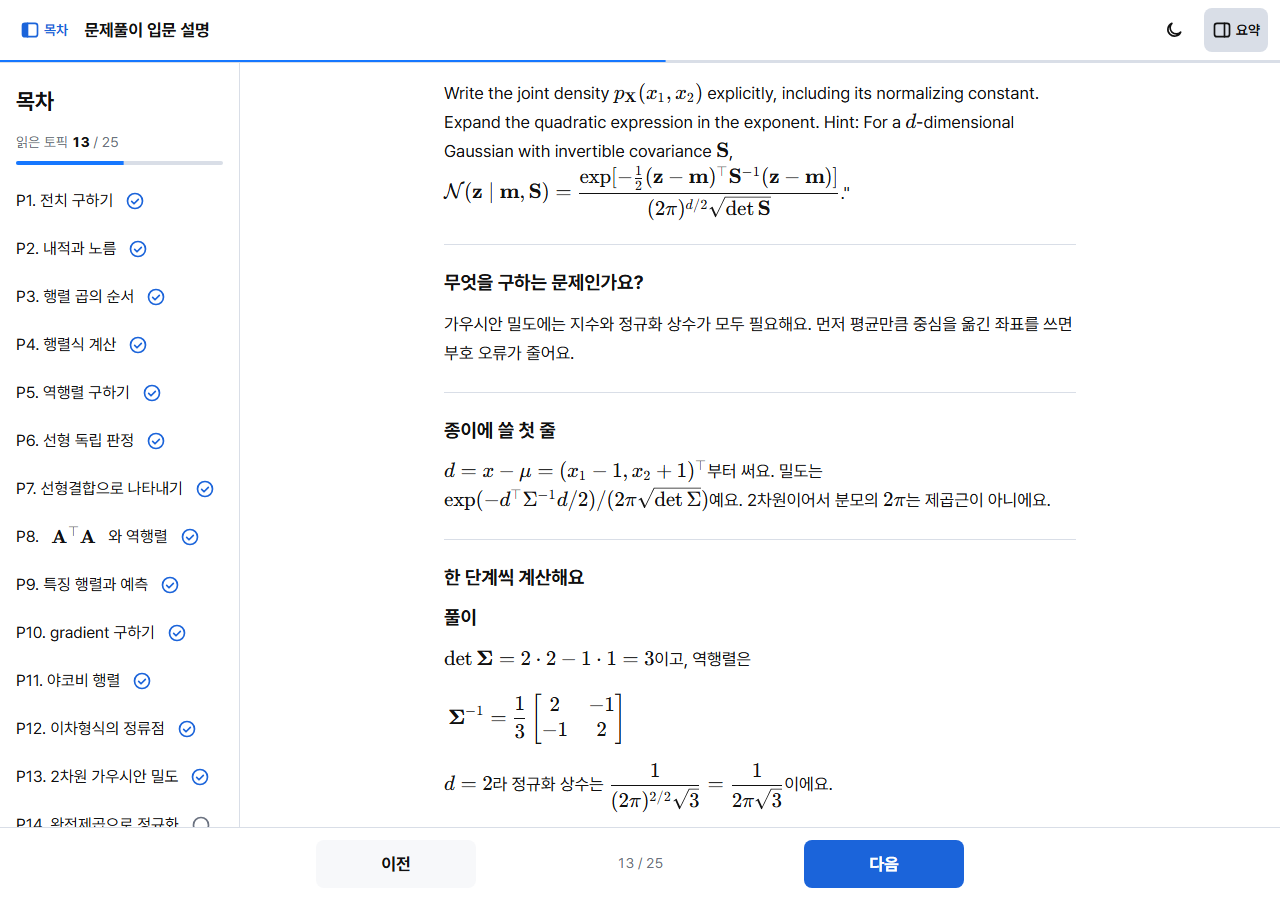 목차 문제풀이 입문 설명 요약
목차
읽은 토픽 13 / 25
P1. 전치 구하기
P2. 내적과 노름
P3. 행렬 곱의 순서
P4. 행렬식 계산
P5. 역행렬 구하기
P6. 선형 독립 판정
P7. 선형결합으로 나타내기
P8. A⊤A 와 역행렬
P9. 특징 행렬과 예측
P10. gradient 구하기
P11. 야코비 행렬
P12. 이차형식의 정류점
P13. 2차원 가우시안 밀도
P14. 완전제곱으로 정규화
Write the joint density p_X(x₁, x₂) explicitly, including its normalizing constant.
Expand the quadratic expression in the exponent. Hint: For a d-dimensional
Gaussian with invertible covariance S,
N(z | m, S) = exp[−½(z − m)⊤S⁻¹(z − m)] / ((2π)^{d/2}√det S)."
무엇을 구하는 문제인가요?
가우시안 밀도에는 지수와 정규화 상수가 모두 필요해요. 먼저 평균만큼 중심을 옮긴 좌표를 쓰면
부호 오류가 줄어요.
종이에 쓸 첫 줄
d = x − μ = (x₁ − 1, x₂ + 1)⊤부터 써요. 밀도는
exp(−d⊤Σ⁻¹d/2)/(2π√det Σ)예요. 2차원이어서 분모의 2π는 제곱근이 아니에요.
한 단계씩 계산해요
풀이
det Σ = 2 · 2 − 1 · 1 = 3이고, 역행렬은
Σ⁻¹ = 1/3 [2 −1; −1 2]
d = 2라 정규화 상수는 1/((2π)^{2/2}√3) = 1/(2π√3)이에요.
이전 13 / 25 다음